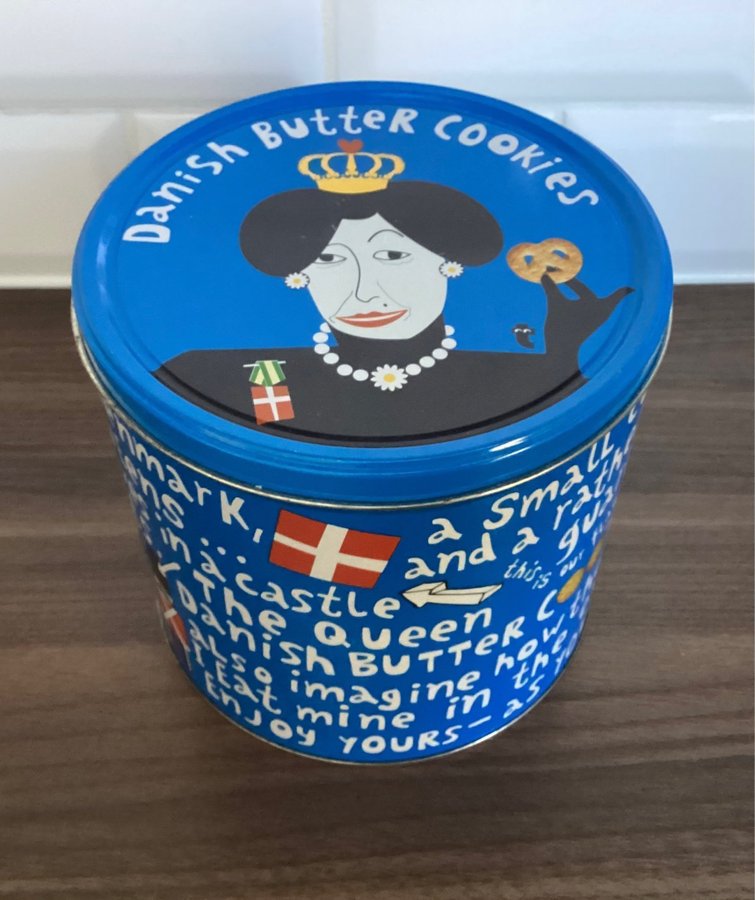 Danish Butter Cookies
nmark, a small
ens ... and a rath
in a castle this is our
The Queen
Danish Butter C
also imagine how
I Eat mine in the
Enjoy yours— as